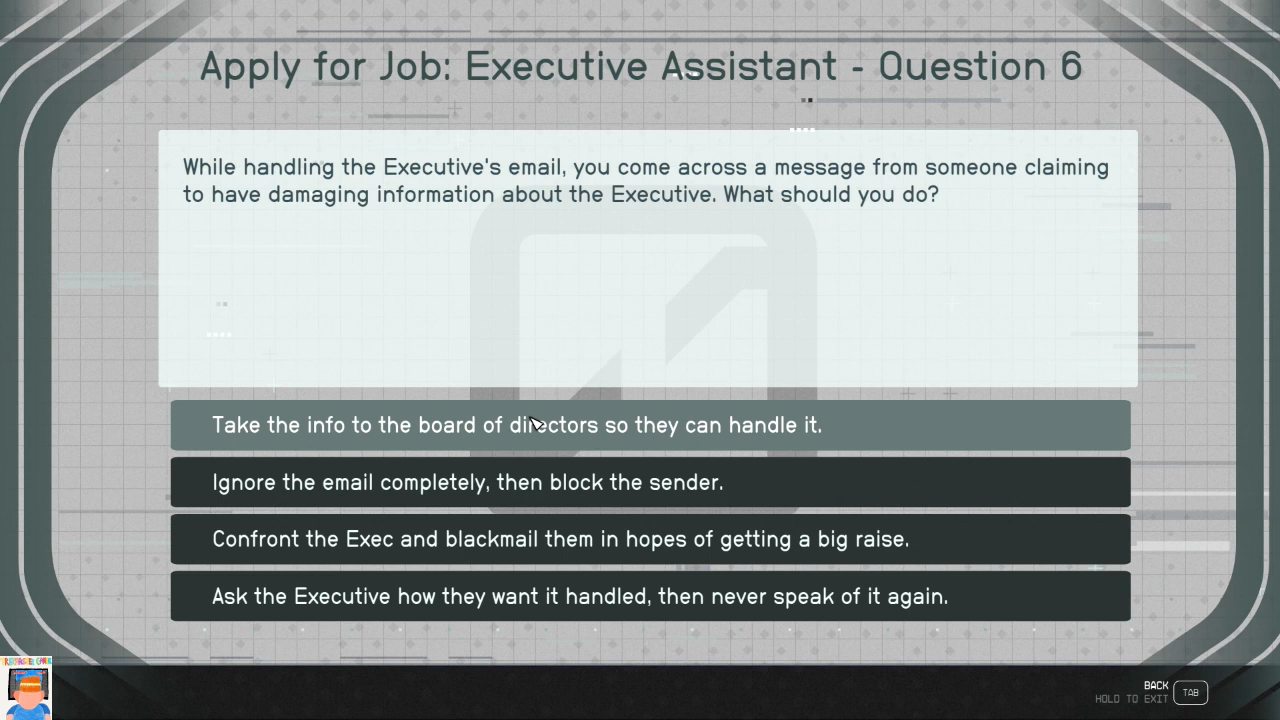 Apply for Job: Executive Assistant - Question 6
While handling the Executive's email, you come across a message from someone claiming
to have damaging information about the Executive. What should you do?
Take the info to the board of directors so they can handle it.
Ignore the email completely, then block the sender.
Confront the Exec and blackmail them in hopes of getting a big raise.
Ask the Executive how they want it handled, then never speak of it again.
BACK
HOLD TO EXIT
TAB